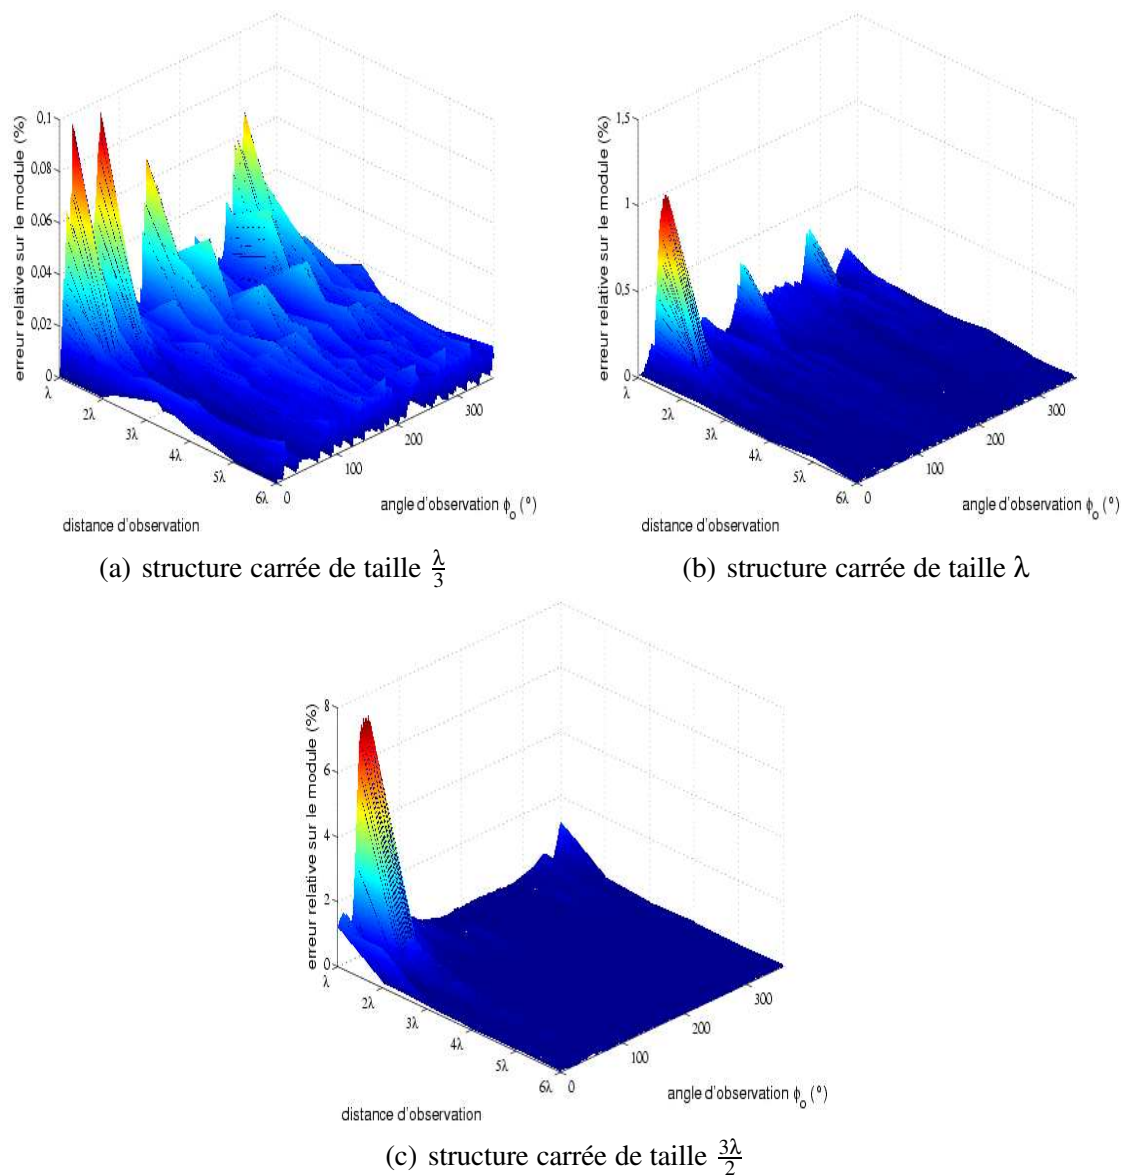 erreur relative sur le module (%)
0,1
0,08
0,06
0,04
0,02
0
λ
2λ
3λ
4λ
5λ
6λ
0
100
200
300
distance d'observation
angle d'observation ϕₒ (°)
(a) structure carrée de taille λ/3
erreur relative sur le module (%)
1,5
1
0,5
0
λ
2λ
3λ
4λ
5λ
6λ
0
100
200
300
distance d'observation
angle d'observation ϕₒ (°)
(b) structure carrée de taille λ
erreur relative sur le module (%)
8
6
4
2
0
λ
2λ
3λ
4λ
5λ
6λ
0
100
200
300
distance d'observation
angle d'observation ϕₒ (°)
(c) structure carrée de taille 3λ/2